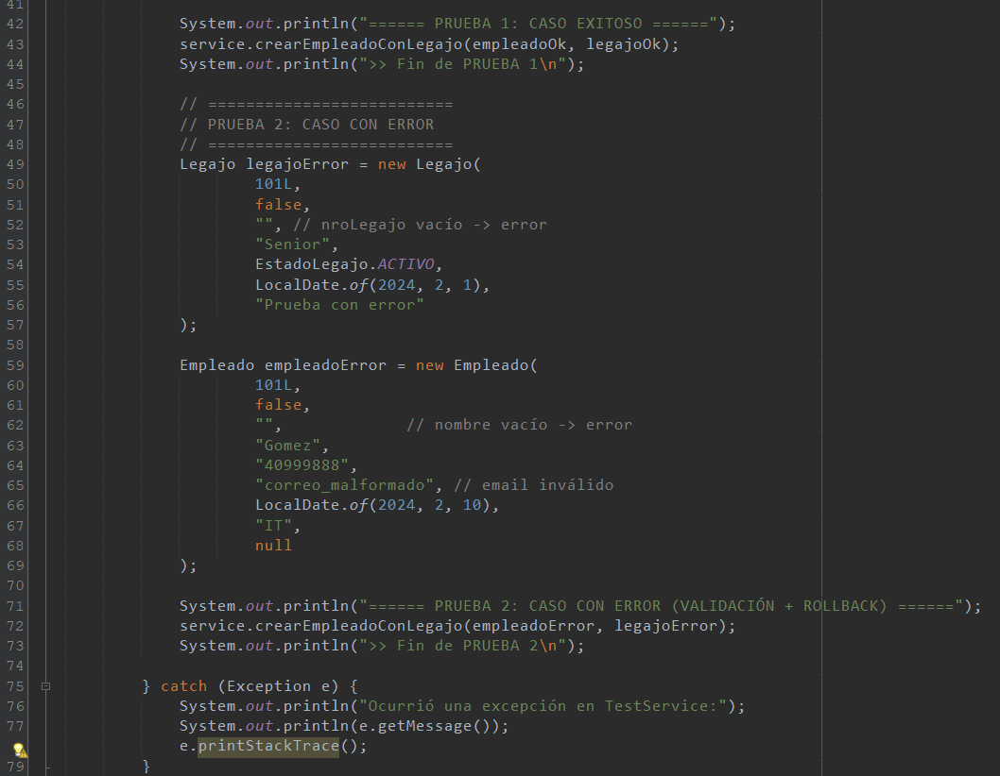 41
42 System.out.println("====== PRUEBA 1: CASO EXITOSO ======");
43 service.crearEmpleadoConLegajo(empleadoOk, legajoOk);
44 System.out.println(">> Fin de PRUEBA 1\n");
45
46 // ==========================
47 // PRUEBA 2: CASO CON ERROR
48 // ==========================
49 Legajo legajoError = new Legajo(
50 101L,
51 false,
52 "", // nroLegajo vacío -> error
53 "Senior",
54 EstadoLegajo.ACTIVO,
55 LocalDate.of(2024, 2, 1),
56 "Prueba con error"
57 );
58
59 Empleado empleadoError = new Empleado(
60 101L,
61 false,
62 "", // nombre vacío -> error
63 "Gomez",
64 "40999888",
65 "correo_malformado", // email inválido
66 LocalDate.of(2024, 2, 10),
67 "IT",
68 null
69 );
70
71 System.out.println("====== PRUEBA 2: CASO CON ERROR (VALIDACIÓN + ROLLBACK) ======");
72 service.crearEmpleadoConLegajo(empleadoError, legajoError);
73 System.out.println(">> Fin de PRUEBA 2\n");
74
75 } catch (Exception e) {
76 System.out.println("Ocurrió una excepción en TestService:");
77 System.out.println(e.getMessage());
e.printStackTrace();
79 }